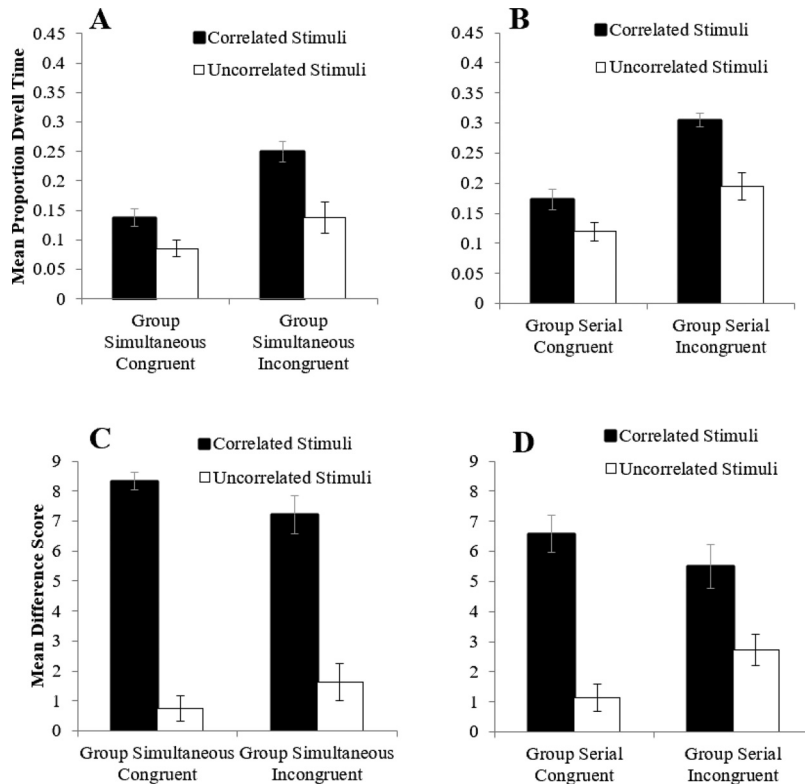 A
Correlated Stimuli
Uncorrelated Stimuli
Mean Proportion Dwell Time
0.45
0.4
0.35
0.3
0.25
0.2
0.15
0.1
0.05
0
Group
Simultaneous
Congruent
Group
Simultaneous
Incongruent
B
Correlated Stimuli
Uncorrelated Stimuli
0.45
0.4
0.35
0.3
0.25
0.2
0.15
0.1
0.05
0
Group Serial
Congruent
Group Serial
Incongruent
C
Correlated Stimuli
Uncorrelated Stimuli
Mean Difference Score
9
8
7
6
5
4
3
2
1
0
Group Simultaneous
Congruent
Group Simultaneous
Incongruent
D
Correlated Stimuli
Uncorrelated Stimuli
9
8
7
6
5
4
3
2
1
0
Group Serial
Congruent
Group Serial
Incongruent